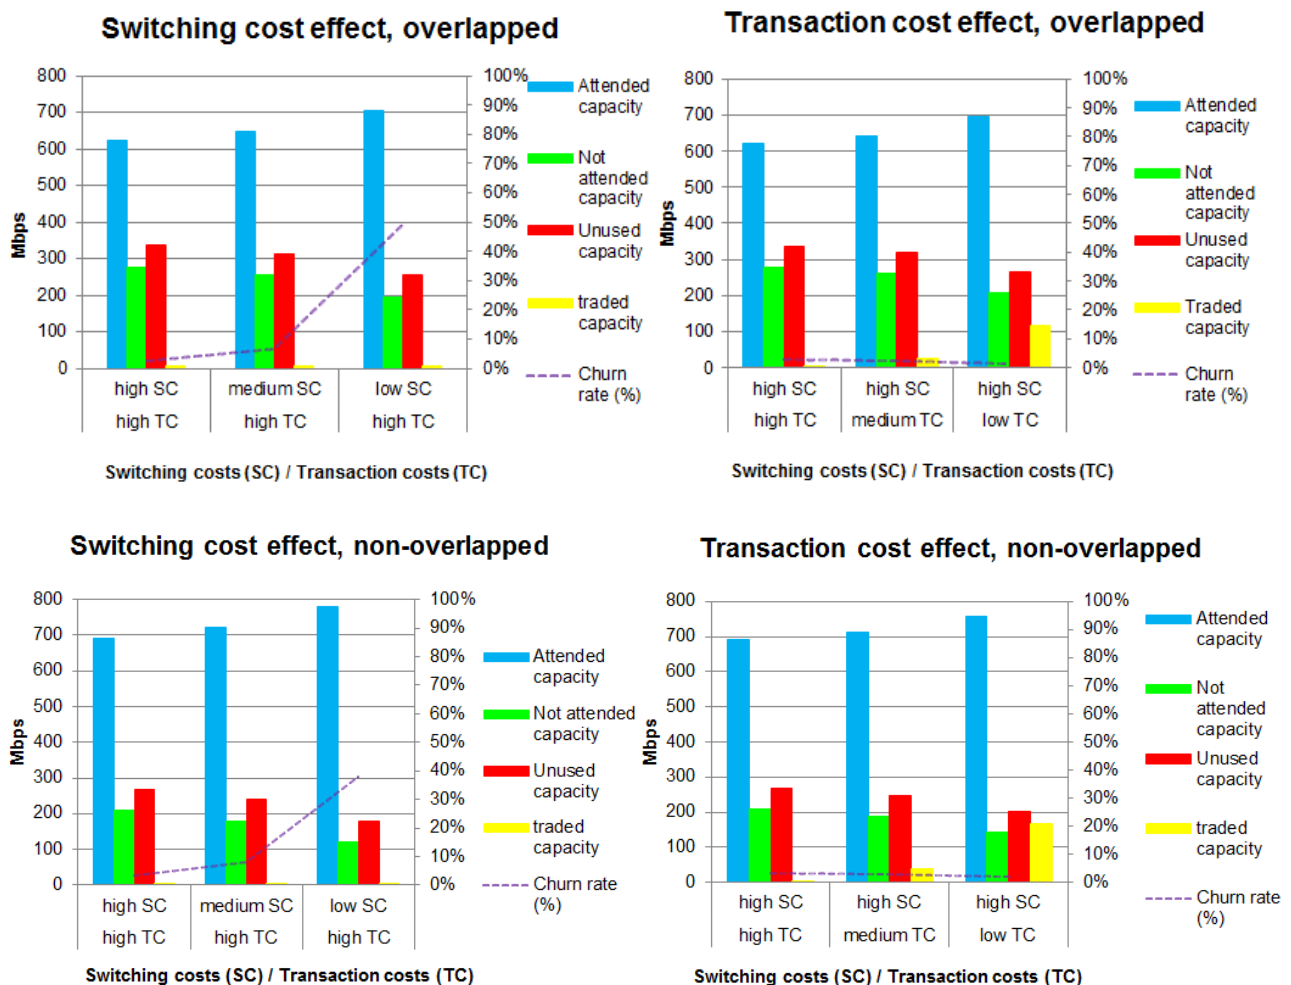 Switching cost effect, overlapped
800
700
600
500
400
300
200
100
0
Mbps
100%
90%
80%
70%
60%
50%
40%
30%
20%
10%
0%
Attended
capacity
Not
attended
capacity
Unused
capacity
traded
capacity
Churn
rate (%)
high SC
medium SC
low SC
high TC
high TC
high TC
Switching costs (SC) / Transaction costs (TC)
Transaction cost effect, overlapped
800
700
600
500
400
300
200
100
0
Mbps
100%
90%
80%
70%
60%
50%
40%
30%
20%
10%
0%
Attended
capacity
Not
attended
capacity
Unused
capacity
Traded
capacity
Churn
rate (%)
high SC
high SC
high SC
high TC
medium TC
low TC
Switching costs (SC) / Transaction costs (TC)
Switching cost effect, non-overlapped
800
700
600
500
400
300
200
100
0
Mbps
100%
90%
80%
70%
60%
50%
40%
30%
20%
10%
0%
Attended
capacity
Not attended
capacity
Unused
capacity
traded
capacity
Churn rate
(%)
high SC
medium SC
low SC
high TC
high TC
high TC
Switching costs (SC) / Transaction costs (TC)
Transaction cost effect, non-overlapped
800
700
600
500
400
300
200
100
0
Mbps
100%
90%
80%
70%
60%
50%
40%
30%
20%
10%
0%
Attended
capacity
Not
attended
capacity
Unused
capacity
traded
capacity
Churn rate
(%)
high SC
high SC
high SC
high TC
medium TC
low TC
Switching costs (SC) / Transaction costs (TC)